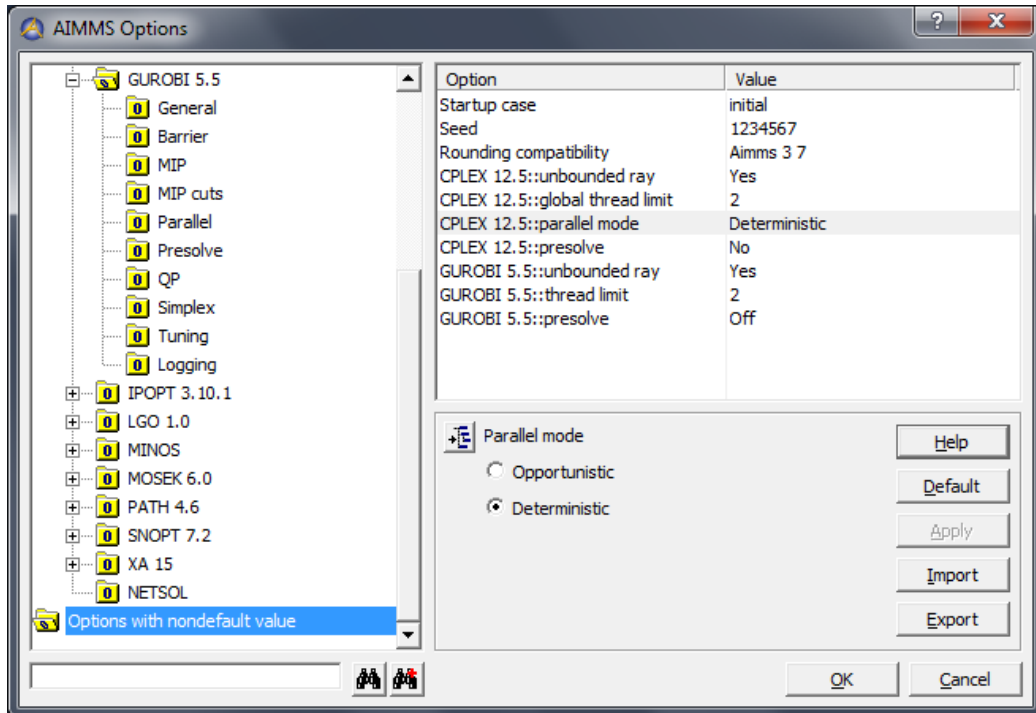 AIMMS Options
GUROBI 5.5
General
Barrier
MIP
MIP cuts
Parallel
Presolve
QP
Simplex
Tuning
Logging
IPOPT 3.10.1
LGO 1.0
MINOS
MOSEK 6.0
PATH 4.6
SNOPT 7.2
XA 15
NETSOL
Options with nondefault value
Option Value
Startup case initial
Seed 1234567
Rounding compatibility Aimms 3 7
CPLEX 12.5::unbounded ray Yes
CPLEX 12.5::global thread limit 2
CPLEX 12.5::parallel mode Deterministic
CPLEX 12.5::presolve No
GUROBI 5.5::unbounded ray Yes
GUROBI 5.5::thread limit 2
GUROBI 5.5::presolve Off
Parallel mode
Opportunistic
Deterministic
Help
Default
Apply
Import
Export
OK Cancel